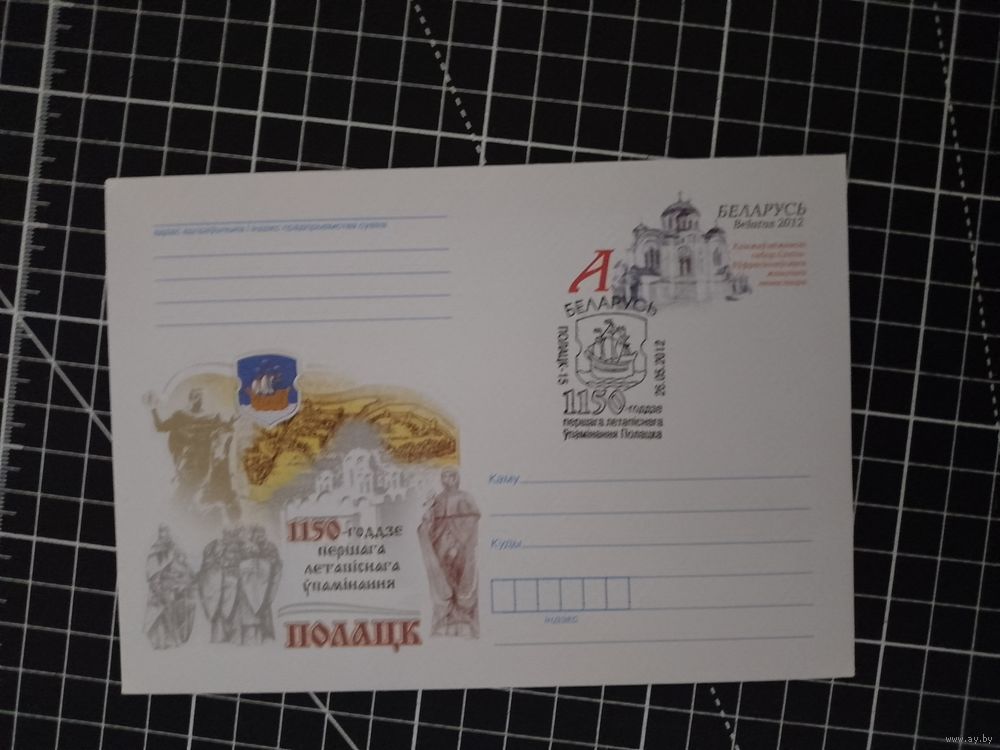 БЕЛАРУСЬ
Belarus 2012
А
БЕЛАРУСЬ
ПОЛАЦК-15
26.05.2012
1150-годдзе
першага летапіснага
ўпамінання Полацка
1150-годдзе
першага
летапіснага
ўпамінання
ПОЛАЦК
Каму
Куды
індэкс
www.ay.by